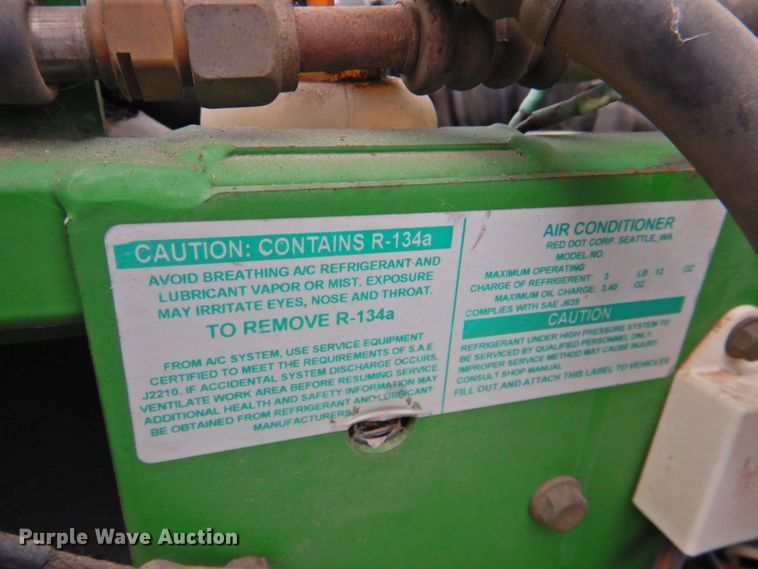 CAUTION: CONTAINS R-134a
AVOID BREATHING A/C REFRIGERANT AND
LUBRICANT VAPOR OR MIST. EXPOSURE
MAY IRRITATE EYES, NOSE AND THROAT.
TO REMOVE R-134a
FROM A/C SYSTEM, USE SERVICE EQUIPMENT
CERTIFIED TO MEET THE REQUIREMENTS OF S.A.E
J2210. IF ACCIDENTAL SYSTEM DISCHARGE OCCURS,
VENTILATE WORK AREA BEFORE RESUMING SERVICE.
ADDITIONAL HEALTH AND SAFETY INFORMATION MAY
BE OBTAINED FROM REFRIGERANT AND LUBRICANT
MANUFACTURERS
AIR CONDITIONER
RED DOT CORP. SEATTLE, WA
MODEL NO.
MAXIMUM OPERATING
CHARGE OF REFRIGERENT: 3 LB 12 OZ
MAXIMUM OIL CHARGE: 3.40 OZ
COMPLIES WITH SAE J639
CAUTION
REFRIGERANT UNDER HIGH PRESSURE SYSTEM TO
BE SERVICED BY QUALIFIED PERSONNEL ONLY.
IMPROPER SERVICE METHOD MAY CAUSE INJURY
CONSULT SHOP MANUAL
FILL OUT AND ATTACH THIS LABEL TO VEHICLES
Purple Wave Auction